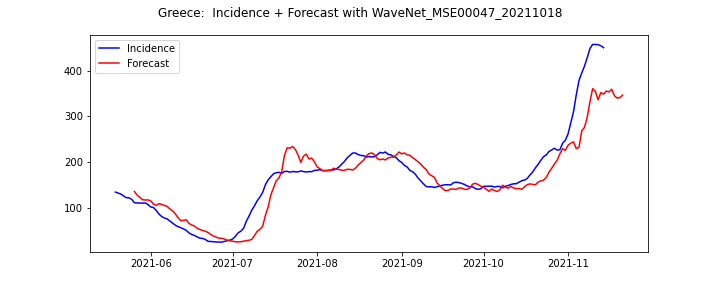 Greece:  Incidence + Forecast with WaveNet_MSE00047_20211018
Incidence
Forecast
400
300
200
100
2021-06 2021-07 2021-08 2021-09 2021-10 2021-11